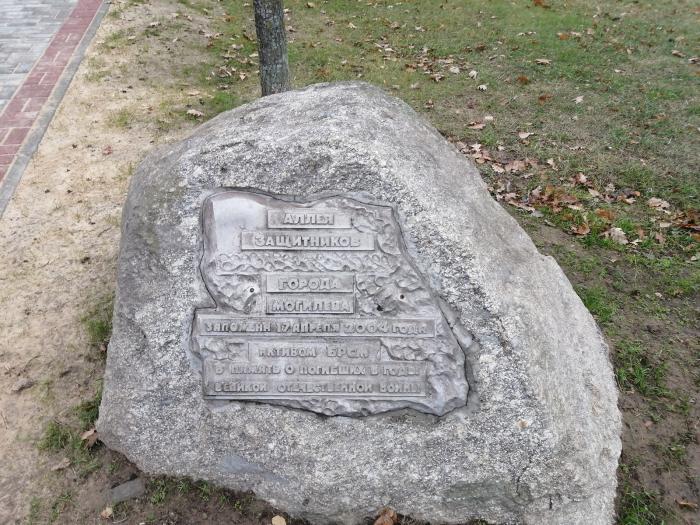 АЛЛЕЯ
ЗАЩИТНИКОВ
ГОРОДА
МОГИЛЕВА
ЗАЛОЖЕНА 17 АПРЕЛЯ 2004 ГОДА
АКТИВОМ БРСМ
В ПАМЯТЬ О ПОГИБШИХ В ГОДЫ
ВЕЛИКОЙ ОТЕЧЕСТВЕННОЙ ВОЙНЫ